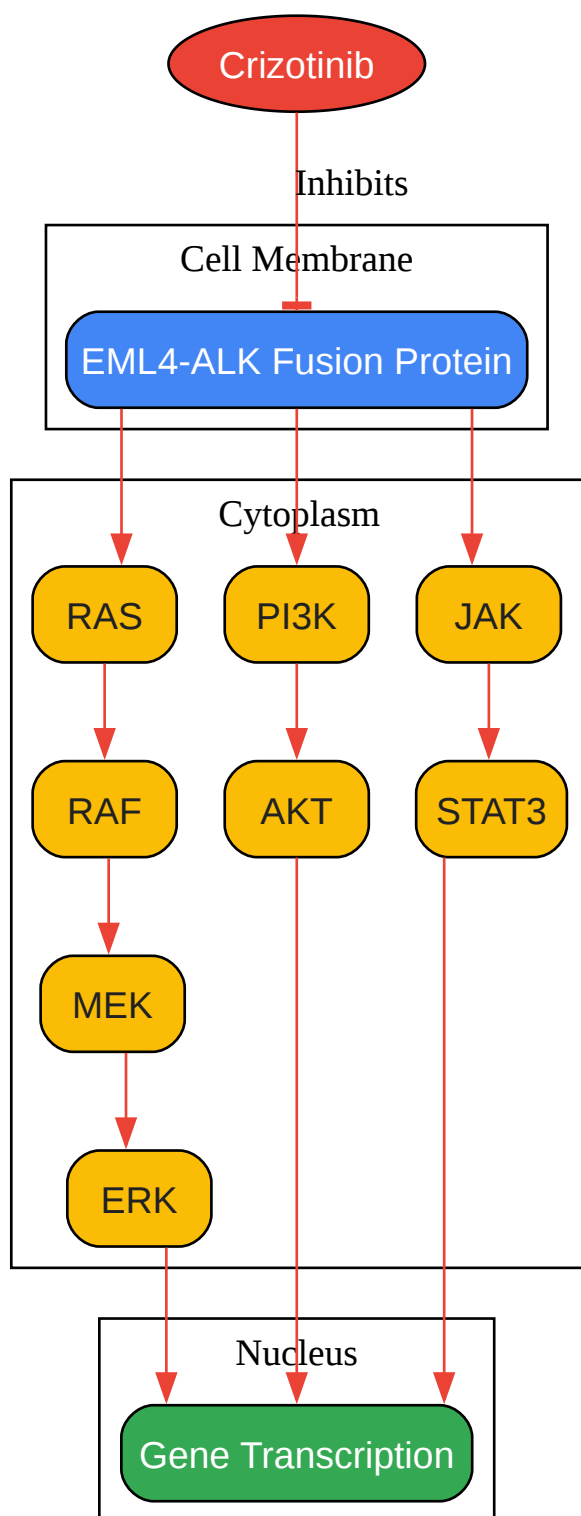 Crizotinib
Inhibits
Cell Membrane
EML4-ALK Fusion Protein
Cytoplasm
RAS
PI3K
JAK
RAF
AKT
STAT3
MEK
ERK
Nucleus
Gene Transcription